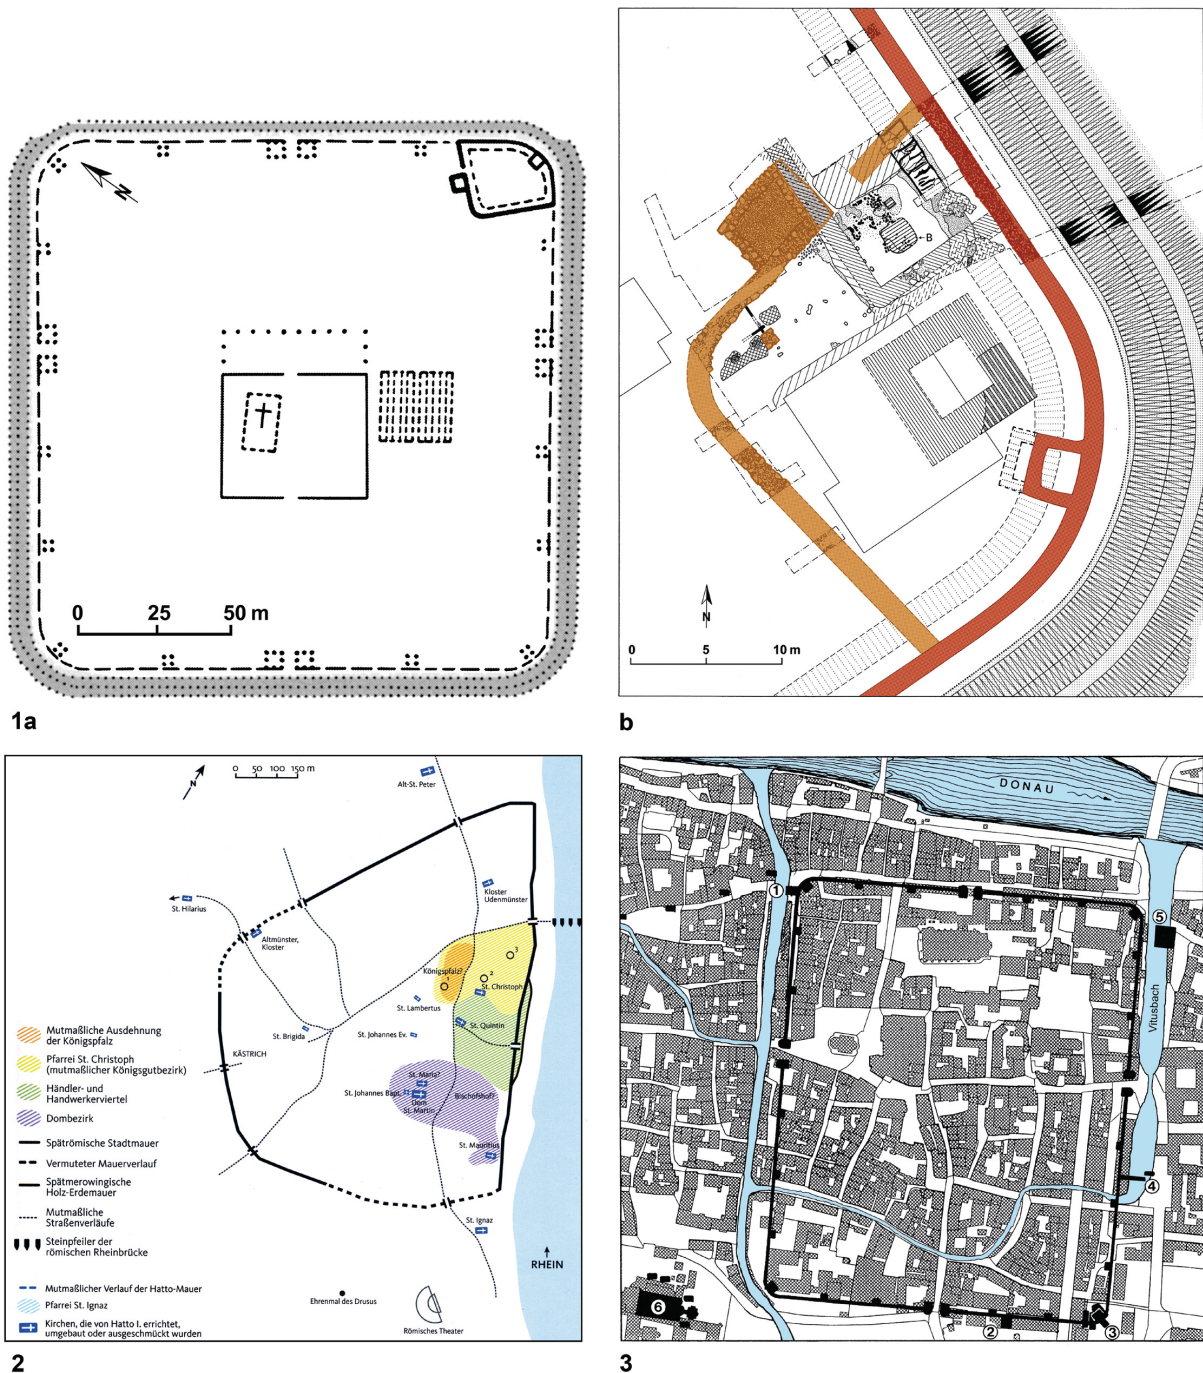 N
0 25 50 m
1a
B
N
0 5 10 m
b
0 50 100 150 m
N
Alt-St. Peter
St. Hilarius
Altmünster,
Kloster
Kloster
Udenmünster
Königspfalz?
1
2
3
St. Christoph
St. Lambertus
St. Quintin
St. Brigida
St. Johannes Ev.
KÄSTRICH
St. Maria?
St. Johannes Bapt.
Dom
St. Martin
Bischofshof?
St. Mauritius
St. Ignaz
RHEIN
Ehrenmal des Drusus
Römisches Theater
Mutmaßliche Ausdehnung
der Königspfalz
Pfarrei St. Christoph
(mutmaßlicher Königsgutbezirk)
Händler- und
Handwerkerviertel
Dombezirk
Spätrömische Stadtmauer
Vermuteter Mauerverlauf
Spätmerowingische
Holz-Erdemauer
Mutmaßliche
Straßenverläufe
Steinpfeiler der
römischen Rheinbrücke
Mutmaßlicher Verlauf der Hatto-Mauer
Pfarrei St. Ignaz
Kirchen, die von Hatto I. errichtet,
umgebaut oder ausgeschmückt wurden
2
DONAU
1
5
Vitusbach
4
6
2
3
3